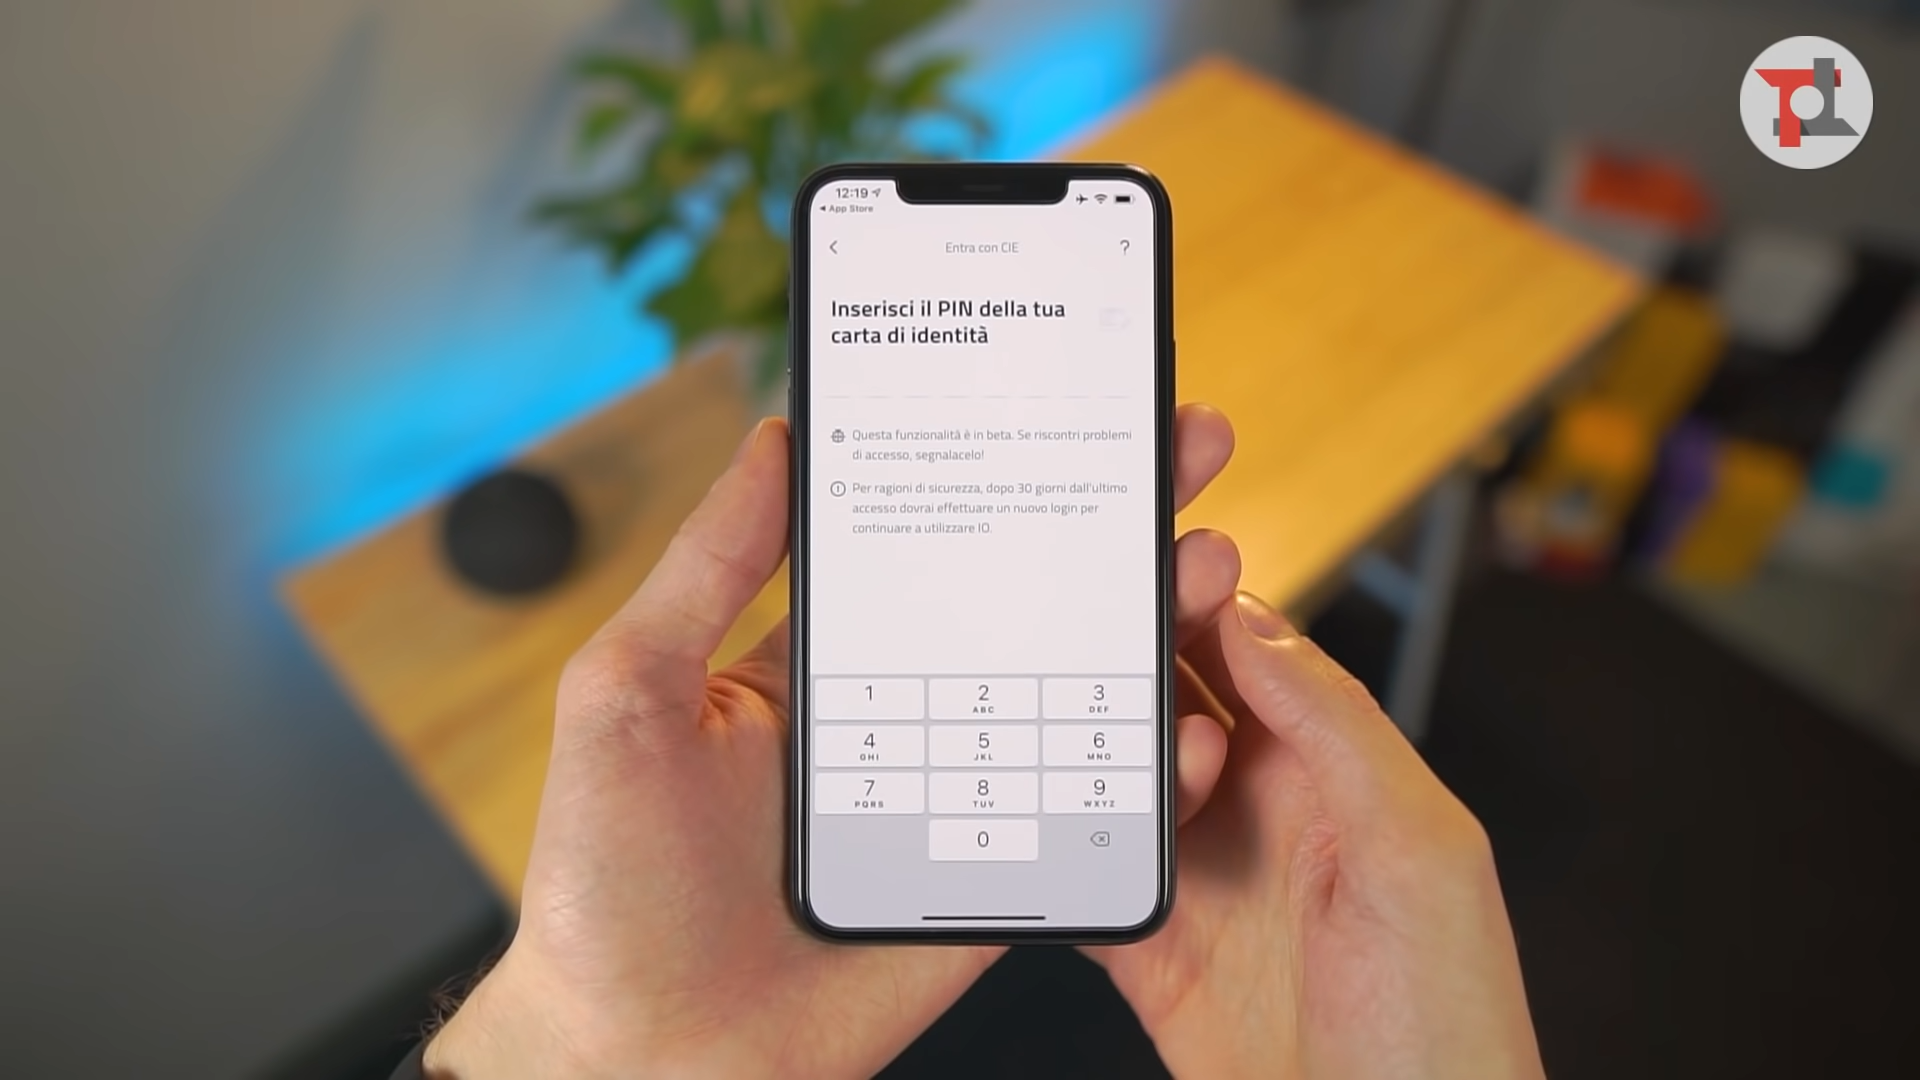 12:19
App Store
Entra con CIE
?
Inserisci il PIN della tua
carta di identità
Questa funzionalità è in beta. Se riscontri problemi
di accesso, segnalacelo!
Per ragioni di sicurezza, dopo 30 giorni dall'ultimo
accesso dovrai effettuare un nuovo login per
continuare a utilizzare IO.
1 2 3
ABC DEF
4 5 6
GHI JKL MNO
7 8 9
PQRS TUV WXYZ
0